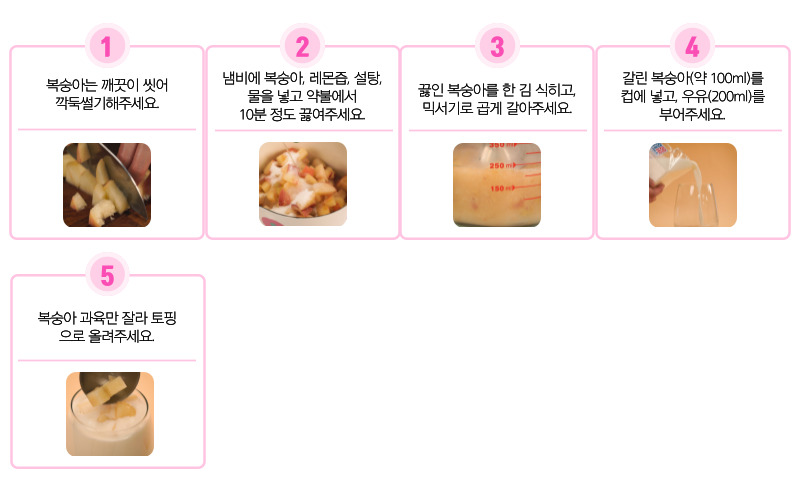 1
복숭아는 깨끗이 씻어
깍둑썰기해주세요.
2
냄비에 복숭아, 레몬즙, 설탕,
물을 넣고 약불에서
10분 정도 끓여주세요.
3
끓인 복숭아를 한 김 식히고,
믹서기로 곱게 갈아주세요.
350 ml
250 ml
150 ml
4
갈린 복숭아(약 100ml)를
컵에 넣고, 우유(200ml)를
부어주세요.
5
복숭아 과육만 잘라 토핑
으로 올려주세요.